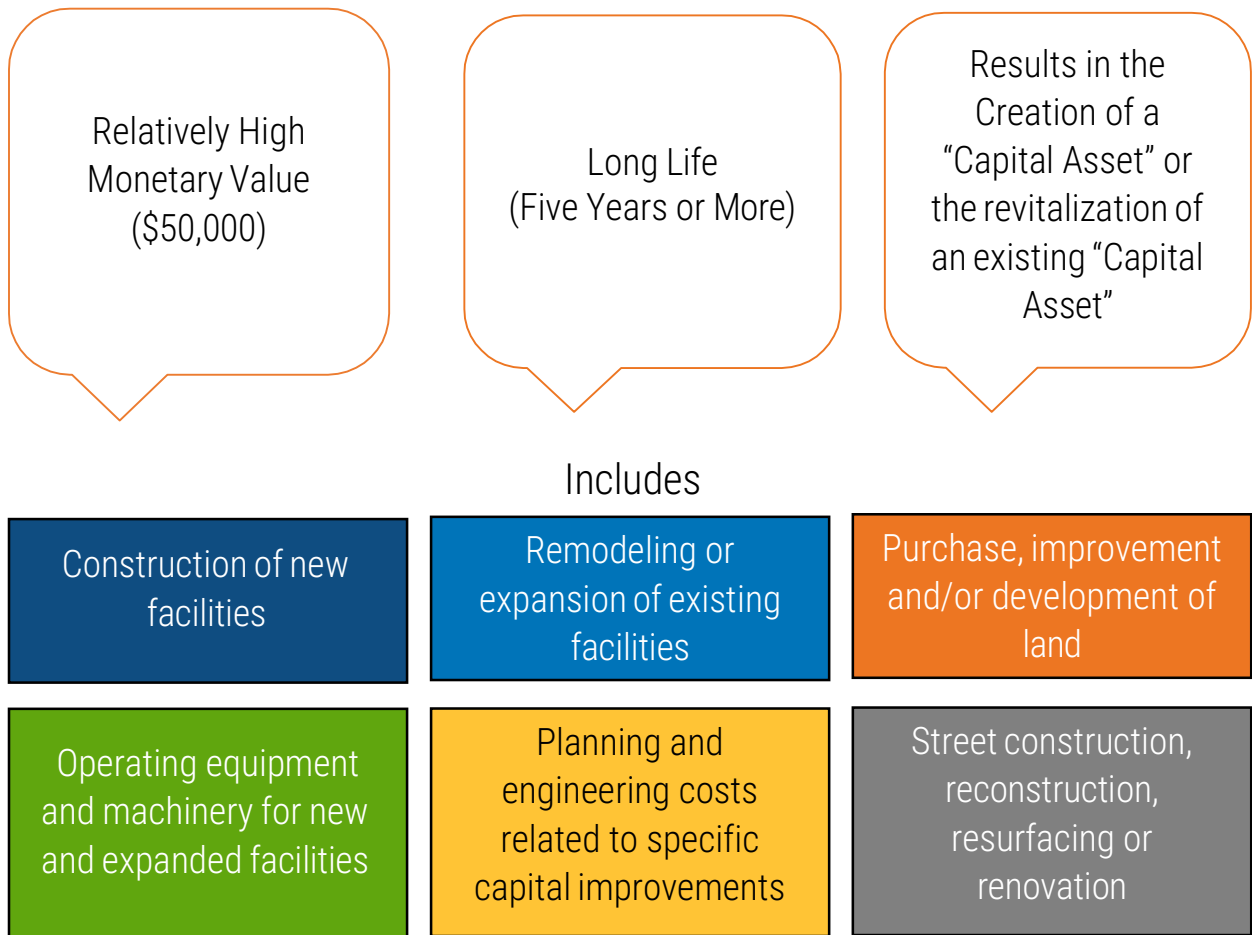 Relatively High
Monetary Value
($50,000)
Long Life
(Five Years or More)
Results in the
Creation of a
“Capital Asset” or
the revitalization of
an existing “Capital
Asset”
Includes
Construction of new
facilities
Remodeling or
expansion of existing
facilities
Purchase, improvement
and/or development of
land
Operating equipment
and machinery for new
and expanded facilities
Planning and
engineering costs
related to specific
capital improvements
Street construction,
reconstruction,
resurfacing or
renovation